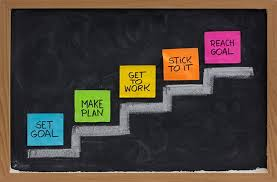 SET
GOAL
MAKE
PLAN
GET
TO
WORK
STICK
TO IT
REACH
GOAL